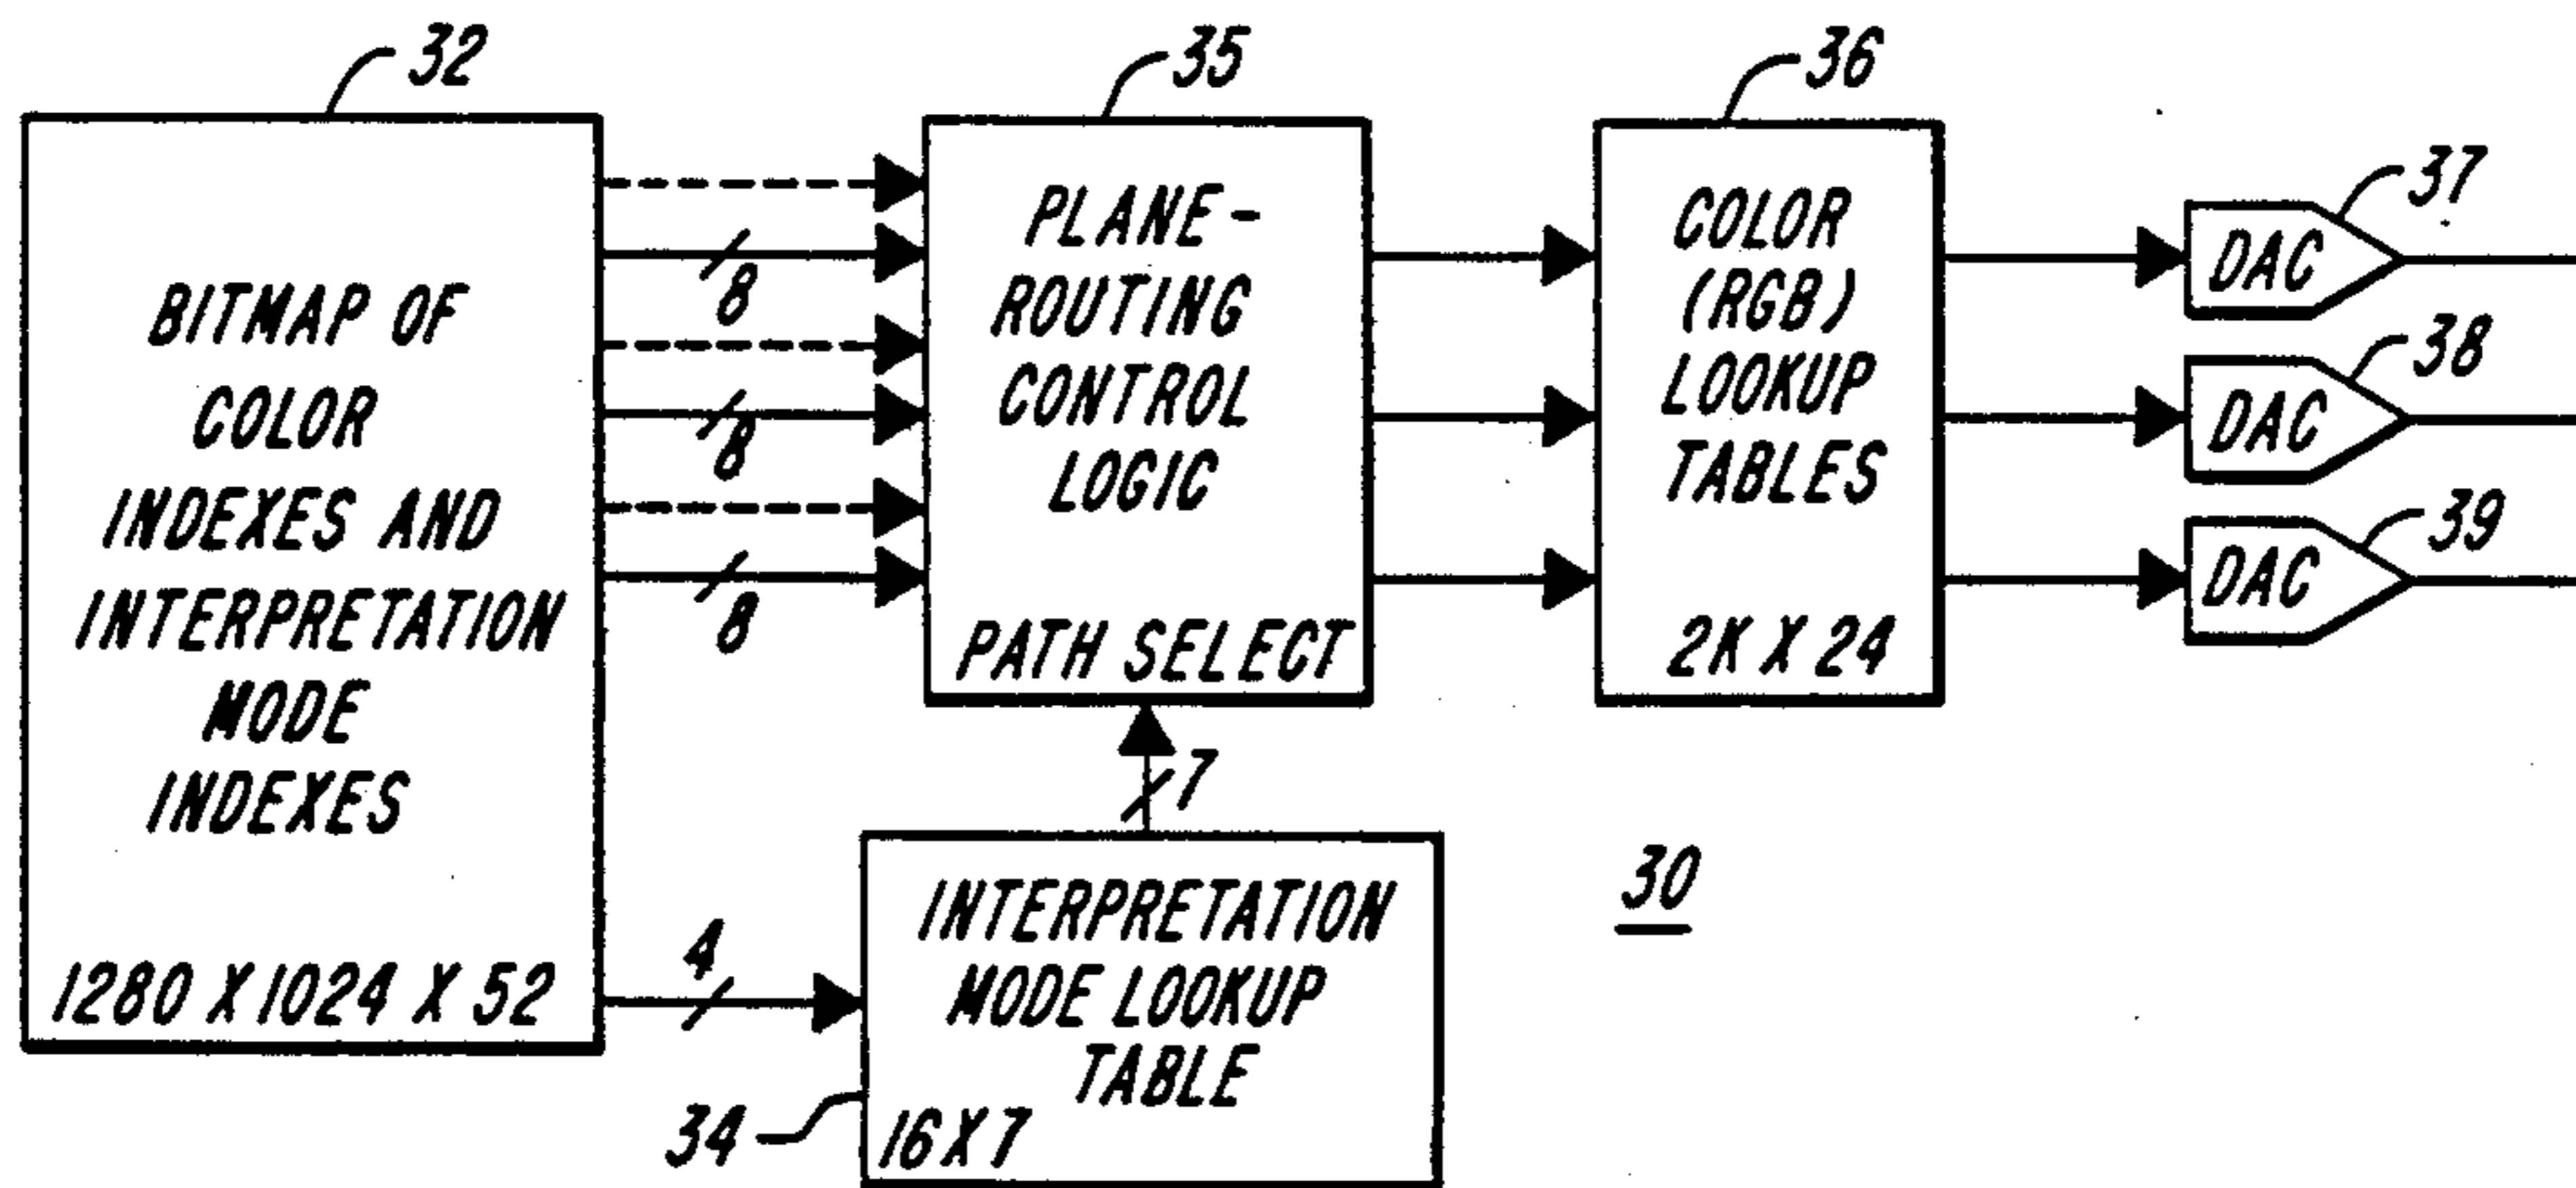 32
BITMAP OF
COLOR
INDEXES AND
INTERPRETATION
MODE
INDEXES
1280 X 1024 X 52
8
8
8
4
35
PLANE-
ROUTING
CONTROL
LOGIC
PATH SELECT
7
INTERPRETATION
MODE LOOKUP
TABLE
16 X 7
34
36
COLOR
(RGB)
LOOKUP
TABLES
2K X 24
37
DAC
38
DAC
39
DAC
30